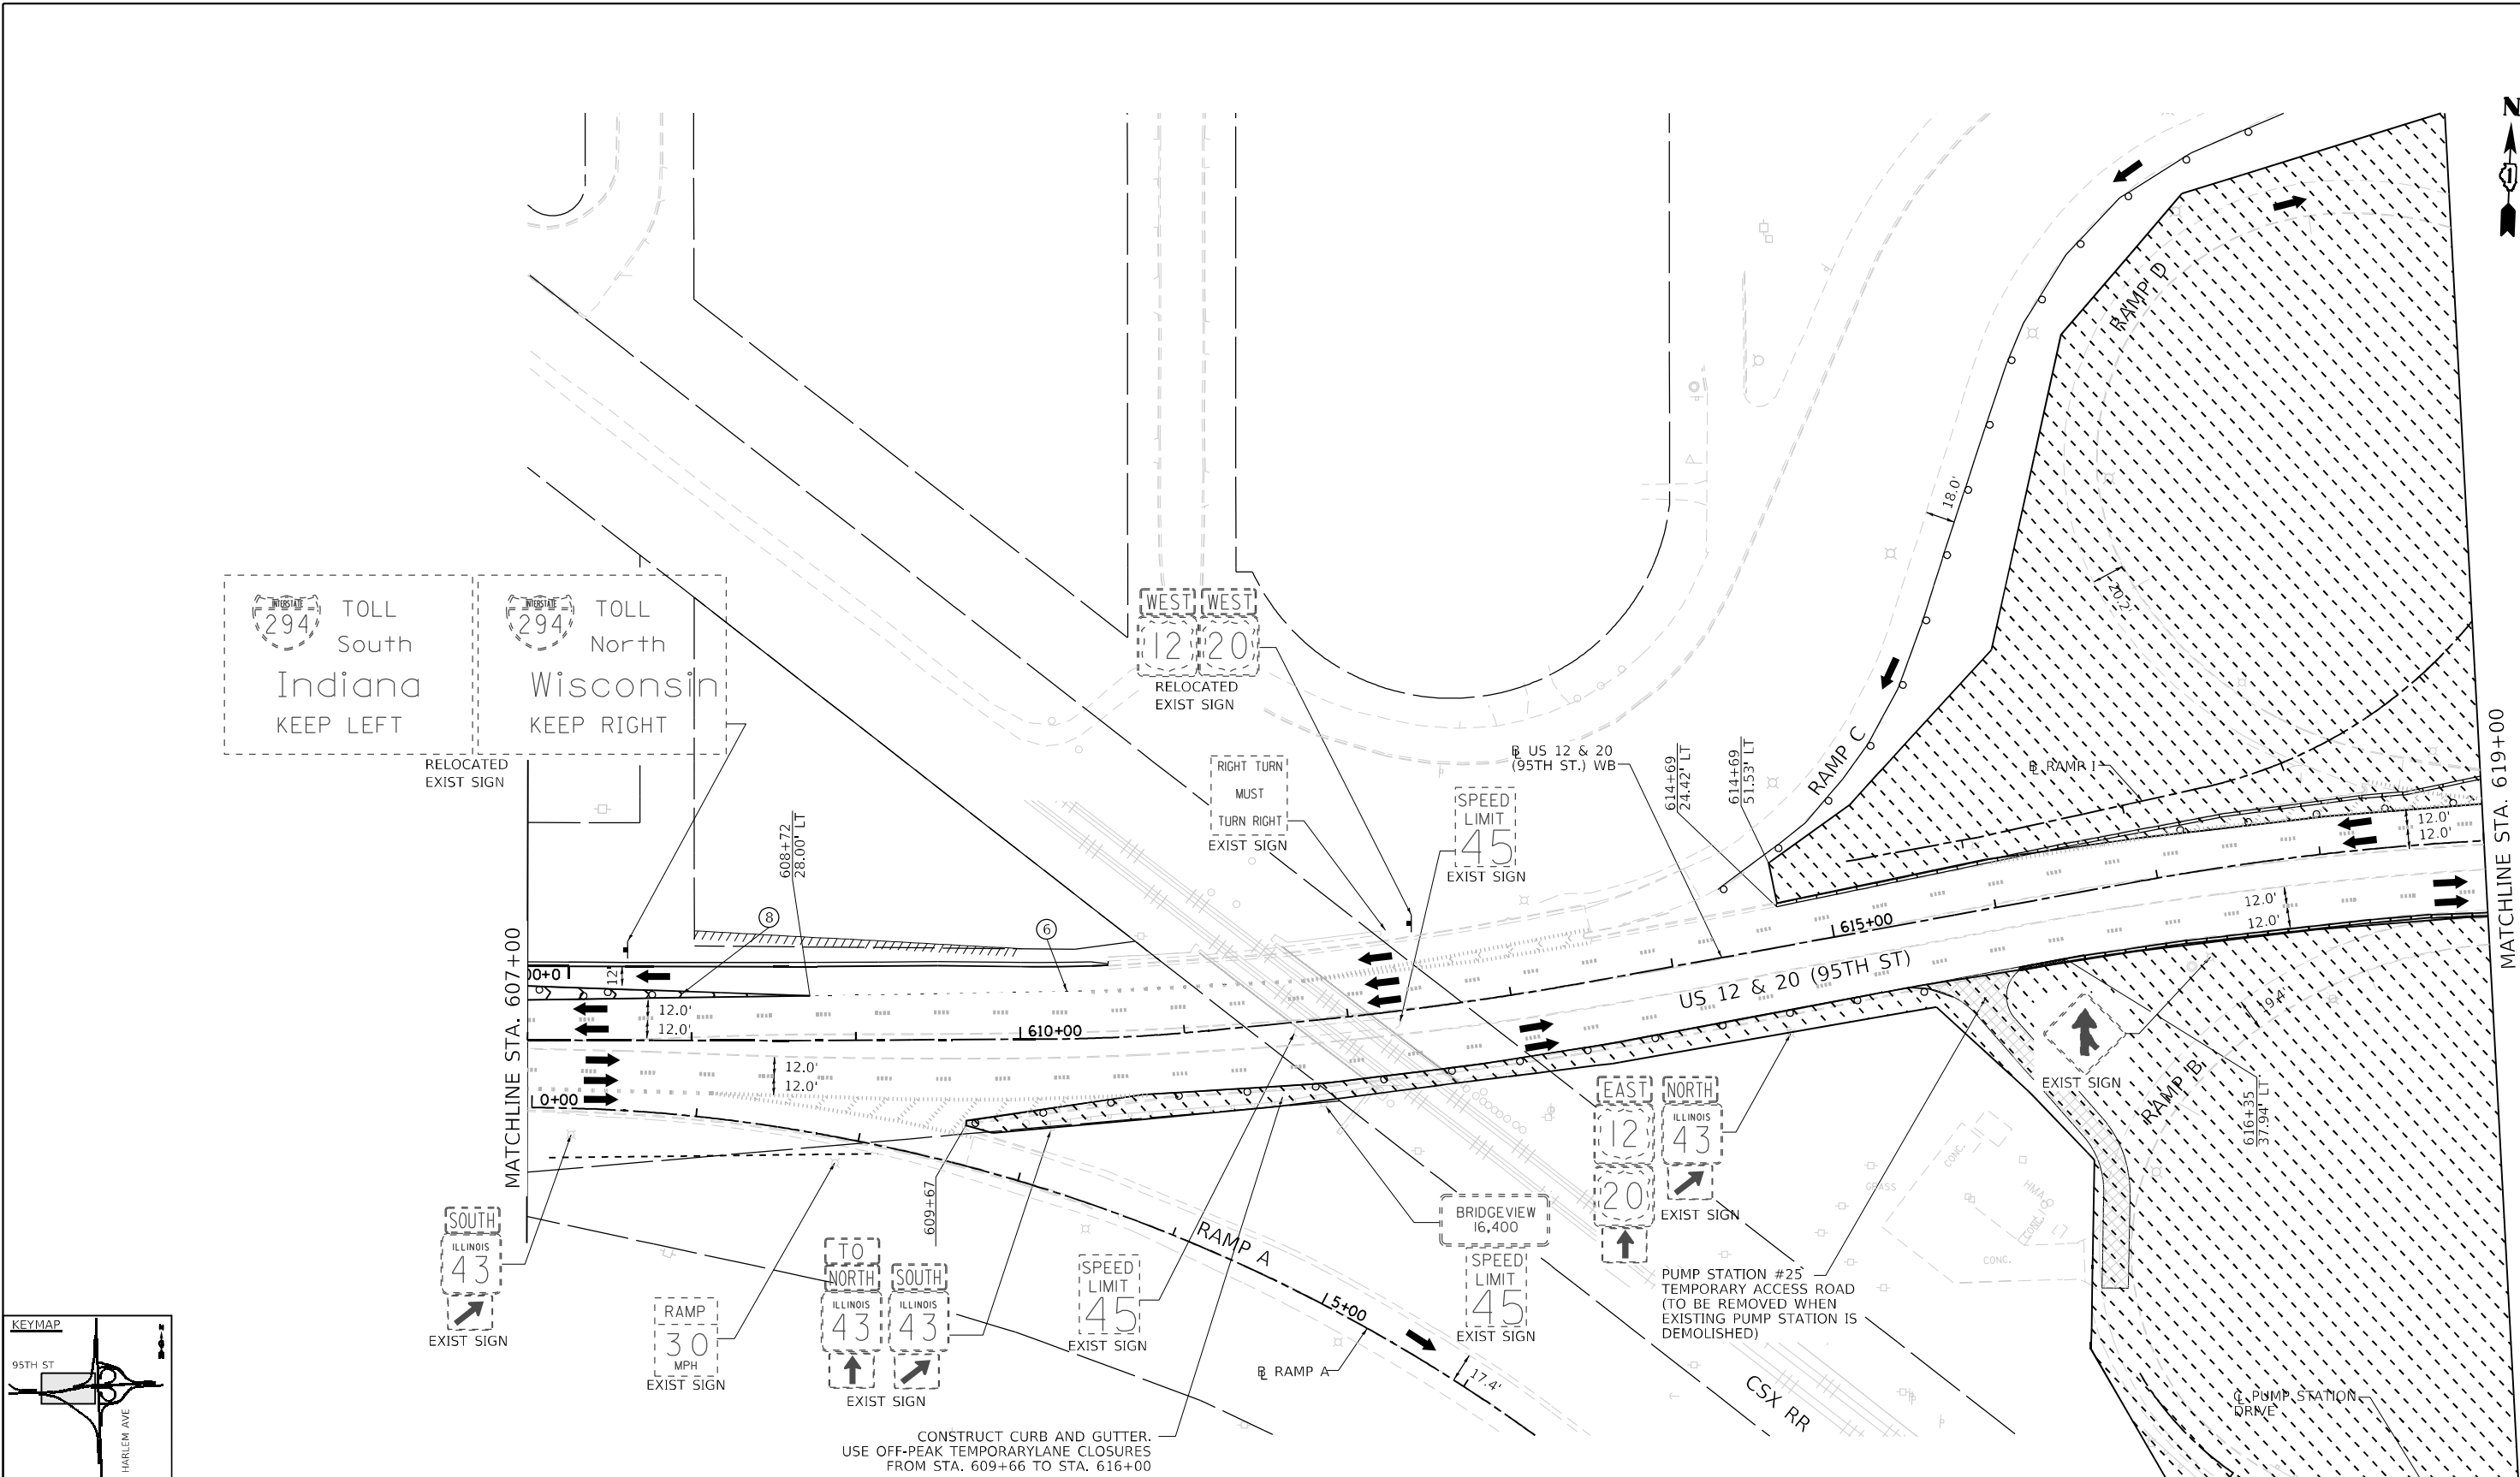 N
INTERSTATE
294
TOLL
South
Indiana
KEEP LEFT
INTERSTATE
294
TOLL
North
Wisconsin
KEEP RIGHT
RELOCATED
EXIST SIGN
WEST
WEST
12
20
RELOCATED
EXIST SIGN
RIGHT TURN
MUST
TURN RIGHT
EXIST SIGN
SPEED
LIMIT
45
EXIST SIGN
US 12 & 20
(95TH ST.) WB
614+69
24.42' LT
614+69
51.53' LT
RAMP C
RAMP D
18.0'
20.2'
RAMP I
12.0'
12.0'
MATCHLINE STA. 619+00
608+72
28.00' LT
8
6
MATCHLINE STA. 607+00
12'
12.0'
12.0'
610+00
615+00
US 12 & 20 (95TH ST)
12.0'
12.0'
12.0'
12.0'
0+00
609+67
SOUTH
ILLINOIS
43
EXIST SIGN
RAMP
30
MPH
EXIST SIGN
TO
NORTH
SOUTH
ILLINOIS
43
ILLINOIS
43
EXIST SIGN
SPEED
LIMIT
45
EXIST SIGN
RAMP A
5+00
RAMP A
17.4'
BRIDGEVIEW
16,400
SPEED
LIMIT
45
EXIST SIGN
EAST
NORTH
12
ILLINOIS
43
20
EXIST SIGN
EXIST SIGN
RAMP B
19.4'
616+35
37.94' LT
GRASS
CONC.
HMA
CONC.
CONC.
PUMP STATION #25
TEMPORARY ACCESS ROAD
(TO BE REMOVED WHEN
EXISTING PUMP STATION IS
DEMOLISHED)
CSX RR
PUMP STATION
DRIVE
CONSTRUCT CURB AND GUTTER.
USE OFF-PEAK TEMPORARYLANE CLOSURES
FROM STA. 609+66 TO STA. 616+00
KEYMAP
N
95TH ST
HARLEM AVE